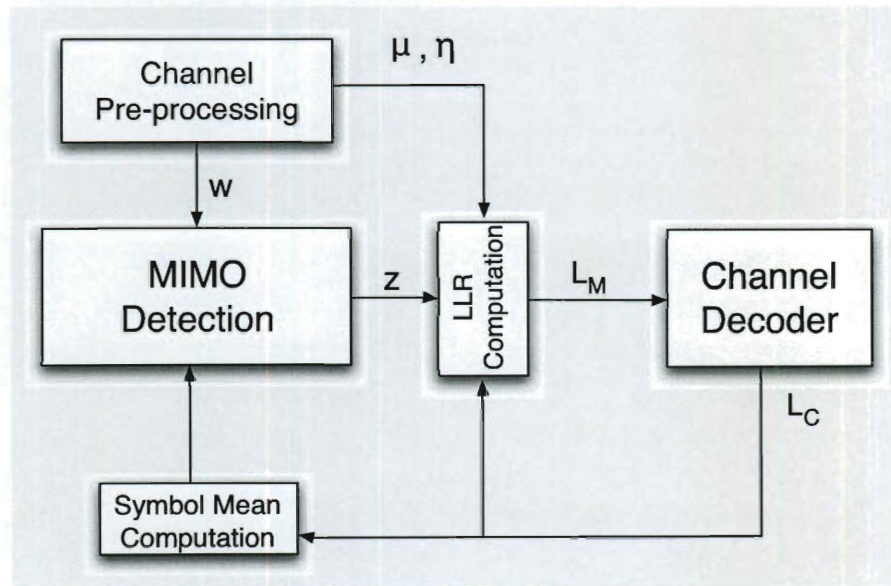 Channel
Pre-processing
μ , η
w
MIMO
Detection
z
LLR
Computation
L_M
Channel
Decoder
L_C
Symbol Mean
Computation